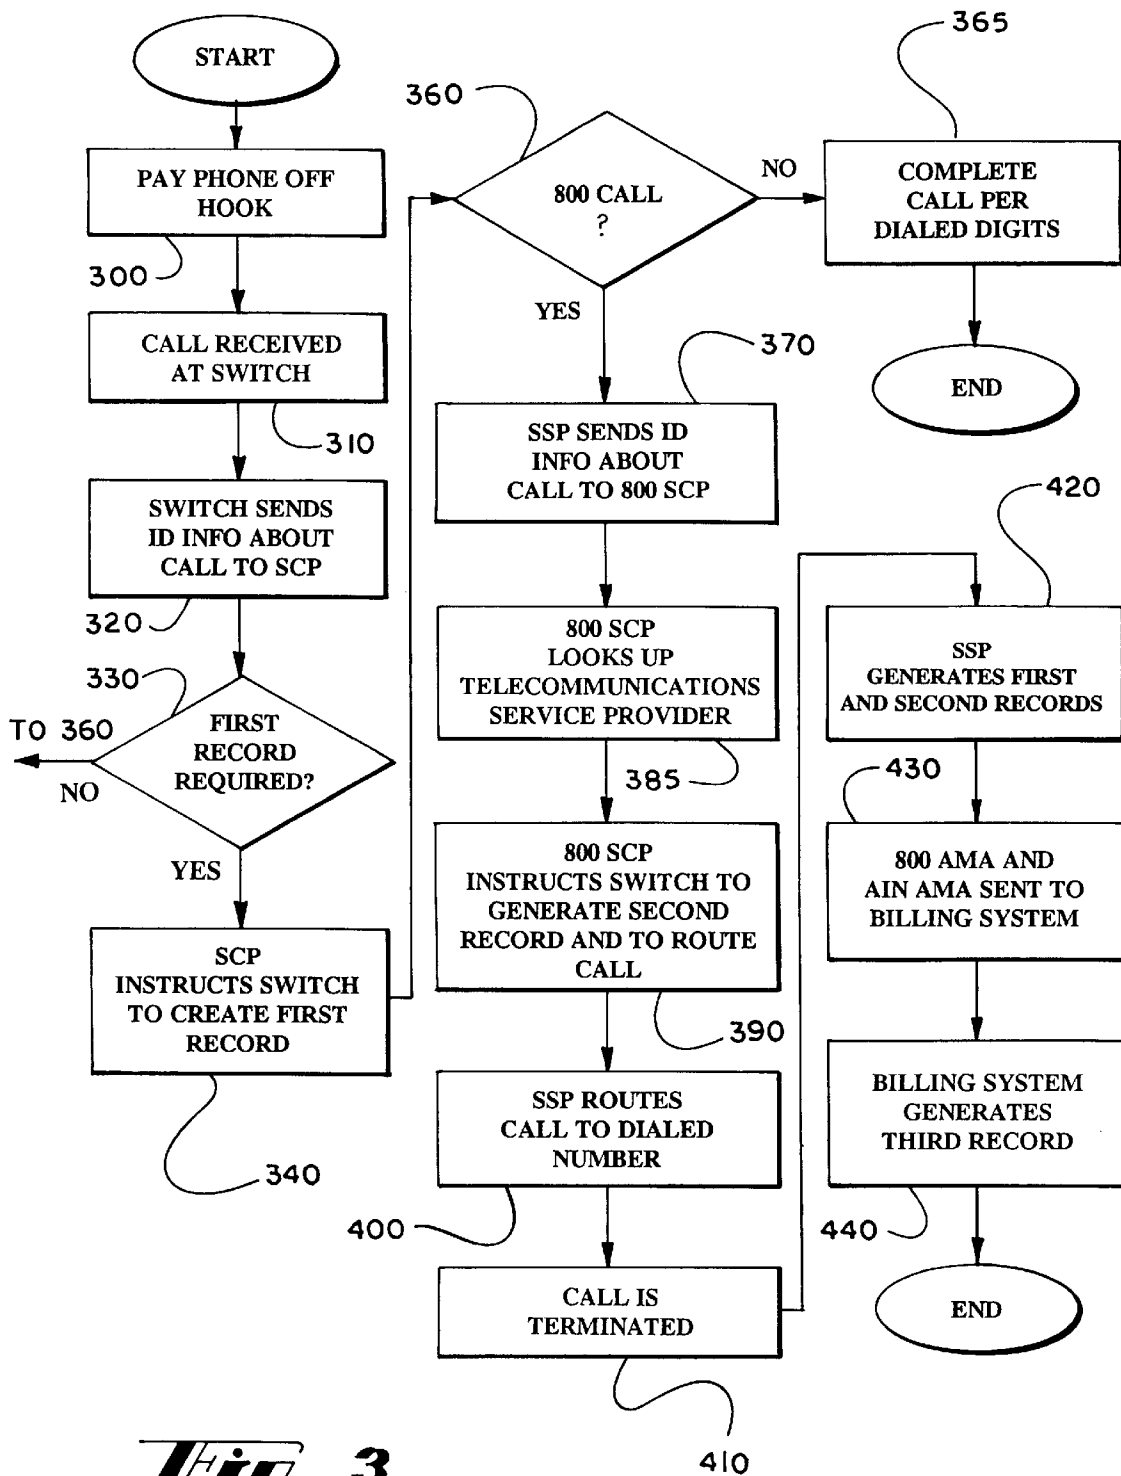 START
PAY PHONE OFF
HOOK
300
CALL RECEIVED
AT SWITCH
310
SWITCH SENDS
ID INFO ABOUT
CALL TO SCP
320
330
TO 360
FIRST
RECORD
REQUIRED?
NO
YES
SCP
INSTRUCTS SWITCH
TO CREATE FIRST
RECORD
340
360
800 CALL
?
NO
YES
365
COMPLETE
CALL PER
DIALED DIGITS
END
370
SSP SENDS ID
INFO ABOUT
CALL TO 800 SCP
800 SCP
LOOKS UP
TELECOMMUNICATIONS
SERVICE PROVIDER
385
800 SCP
INSTRUCTS SWITCH TO
GENERATE SECOND
RECORD AND TO ROUTE
CALL
390
SSP ROUTES
CALL TO DIALED
NUMBER
400
CALL IS
TERMINATED
410
420
SSP
GENERATES FIRST
AND SECOND RECORDS
430
800 AMA AND
AIN AMA SENT TO
BILLING SYSTEM
BILLING SYSTEM
GENERATES
THIRD RECORD
440
END
Fig. 3